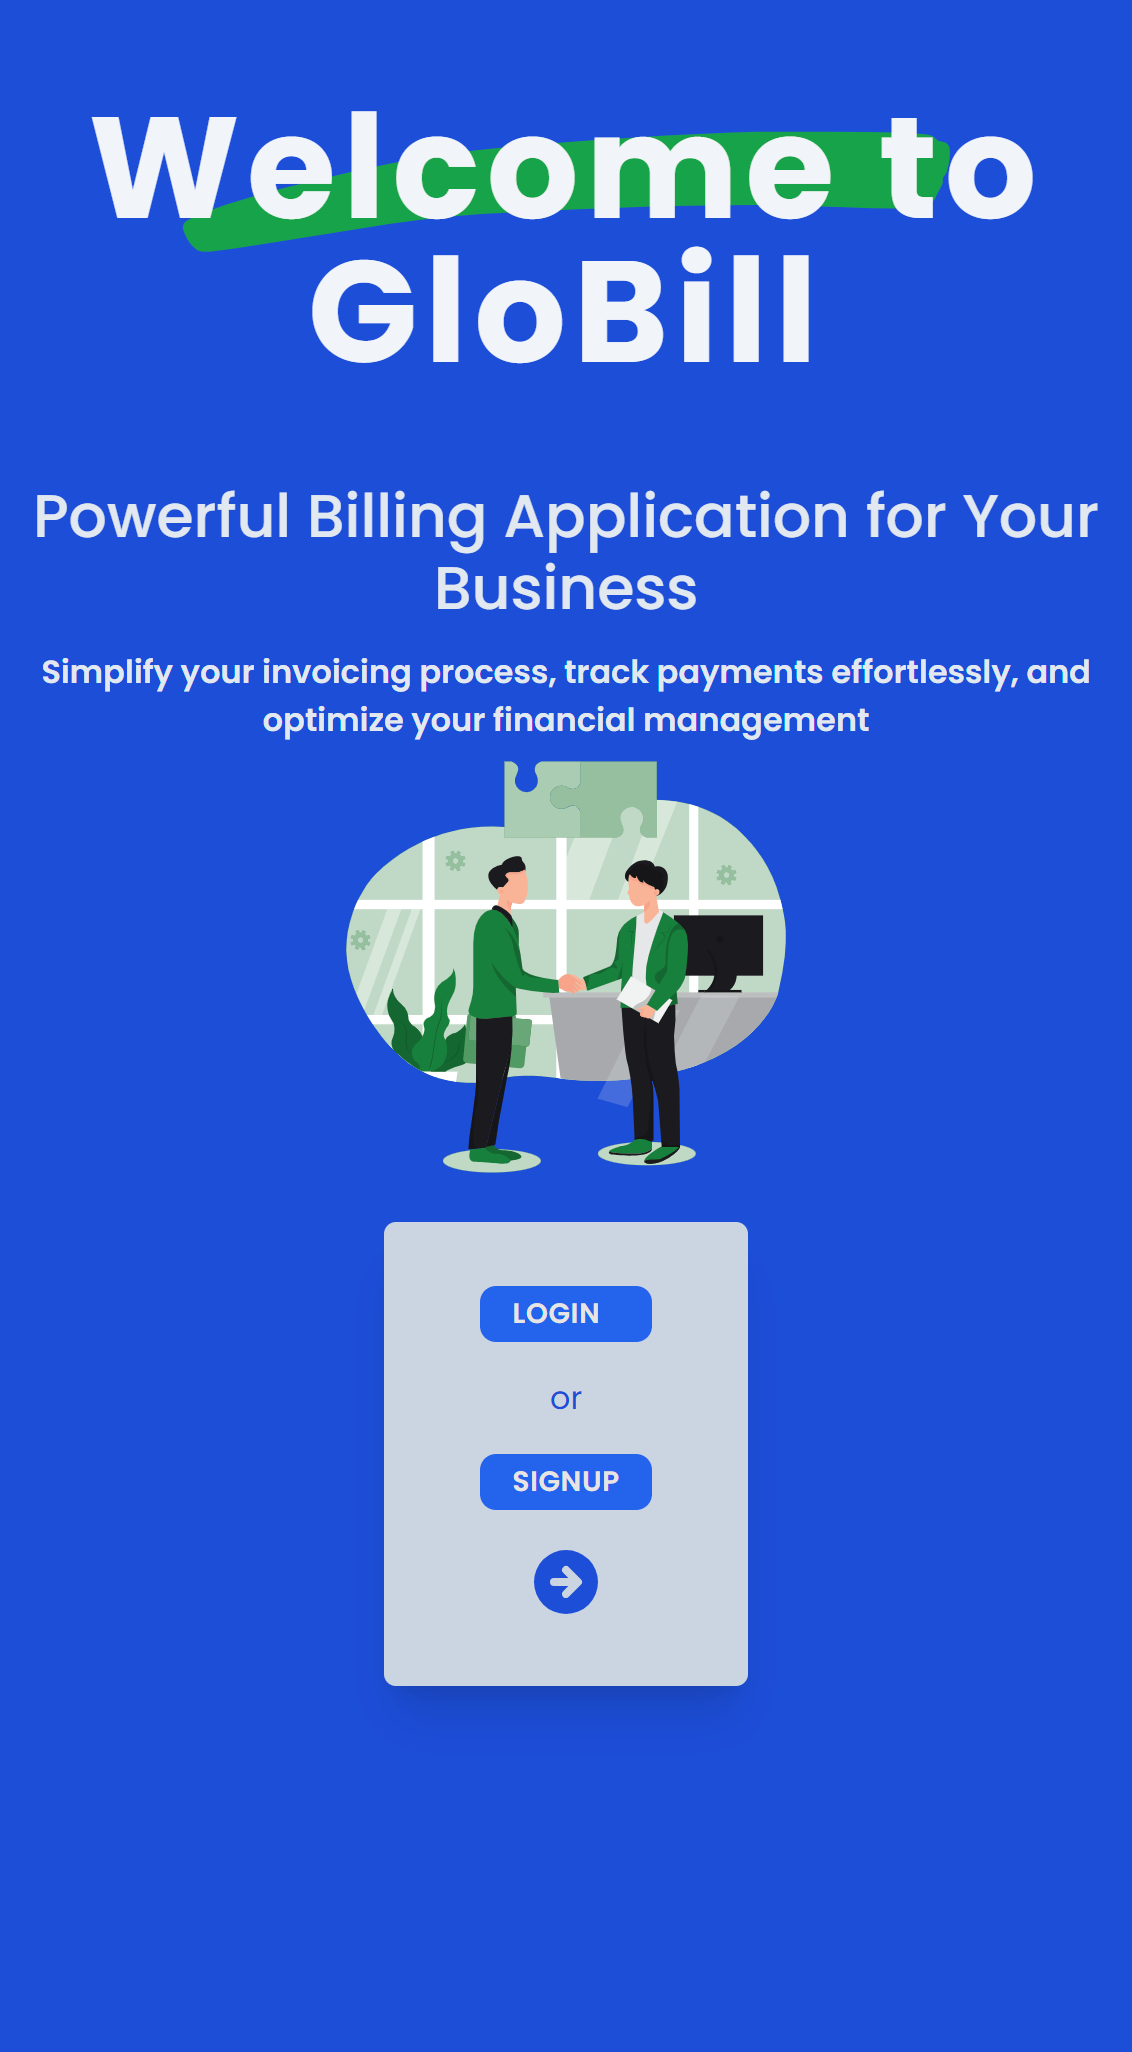 Welcome to
GloBill
Powerful Billing Application for Your
Business
Simplify your invoicing process, track payments effortlessly, and
optimize your financial management
LOGIN
or
SIGNUP